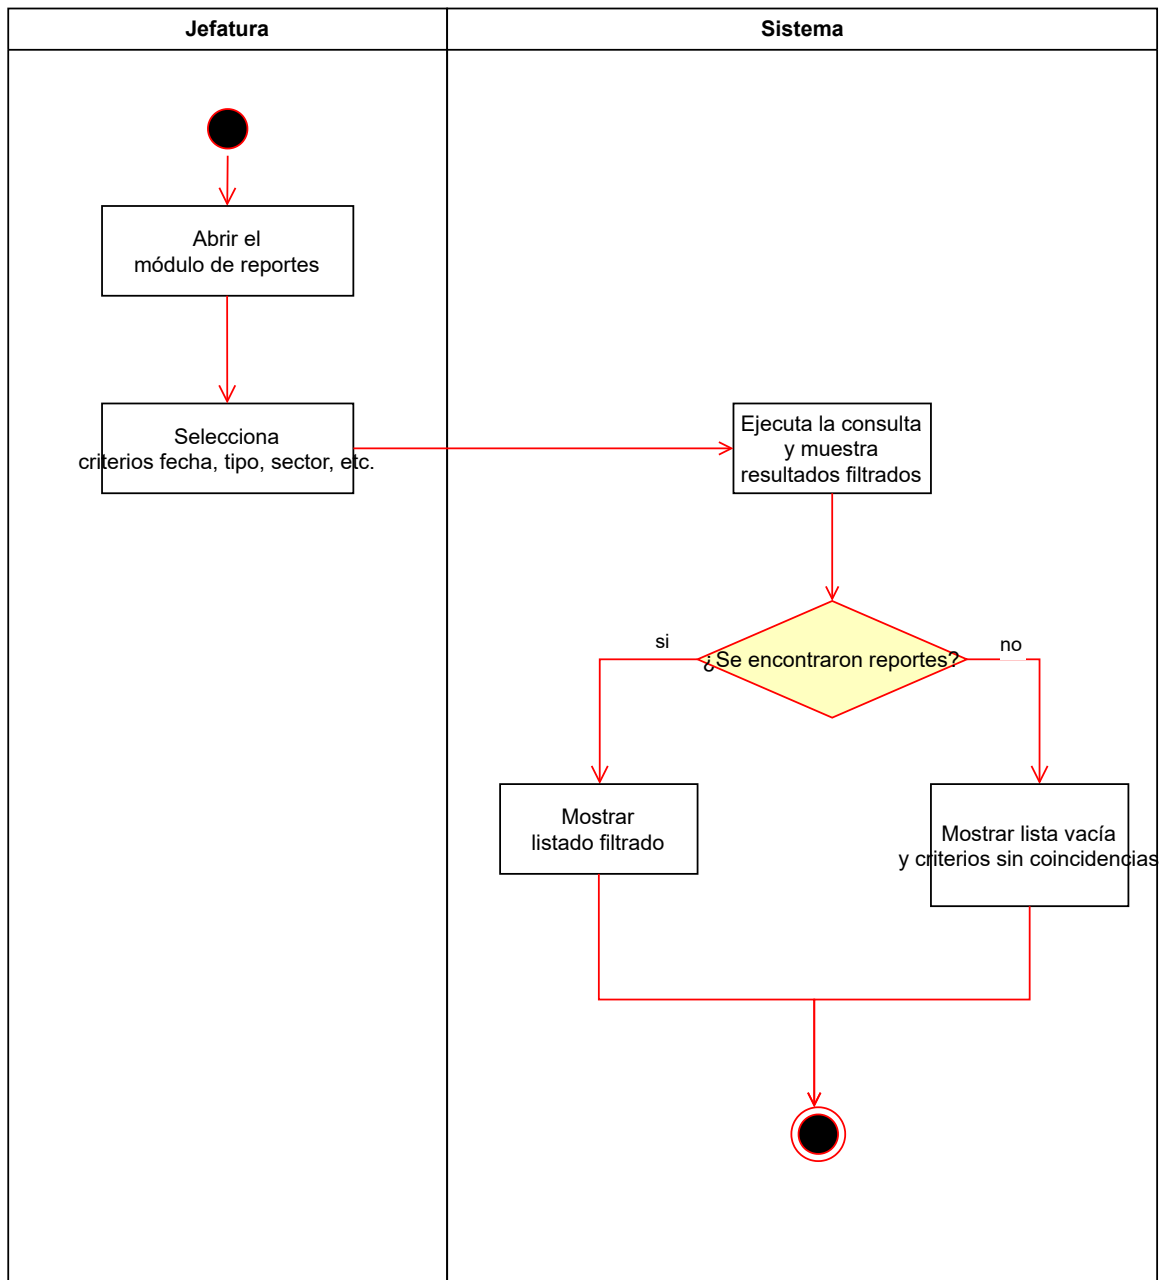 Jefatura
Sistema
Abrir el
módulo de reportes
Selecciona
criterios fecha, tipo, sector, etc.
Ejecuta la consulta
y muestra
resultados filtrados
¿Se encontraron reportes?
si
no
Mostrar
listado filtrado
Mostrar lista vacía
y criterios sin coincidencias